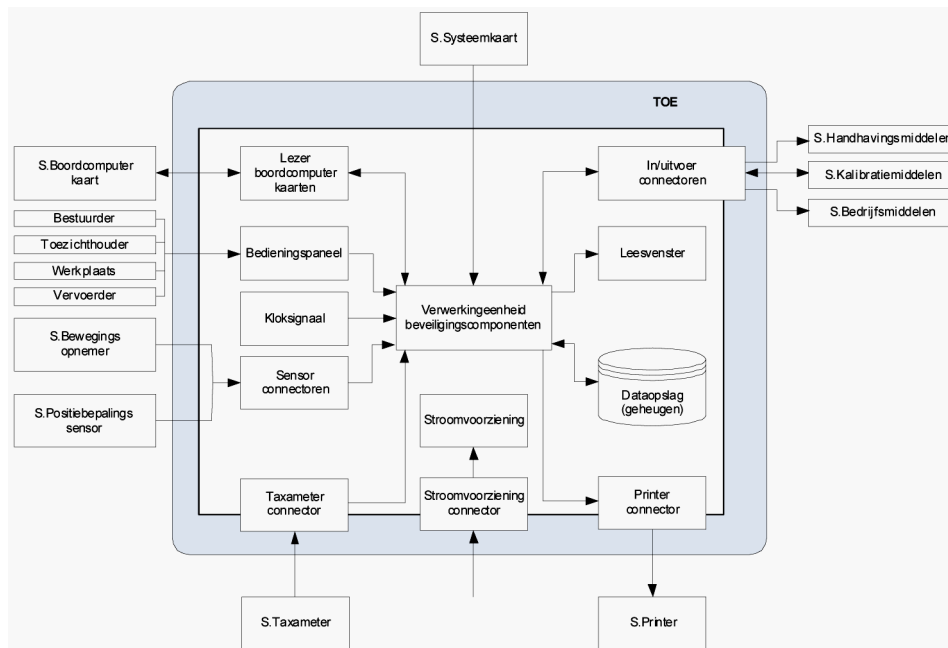 S.Systeemkaart
TOE
S.Boordcomputer
kaart
Lezer
boordcomputer
kaarten
In/uitvoer
connectoren
S.Handhavingsmiddelen
S.Kalibratiemiddelen
S.Bedrijfsmiddelen
Bestuurder
Toezichthouder
Werkplaats
Vervoerder
Bedieningspaneel
Leesvenster
Kloksignaal
Verwerkingeenheid
beveiligingscomponenten
S.Bewegings
opnemer
Sensor
connectoren
S.Positiebepalings
sensor
Dataopslag
(geheugen)
Stroomvoorziening
Taxameter
connector
Stroomvoorziening
connector
Printer
connector
S.Taxameter
S.Printer